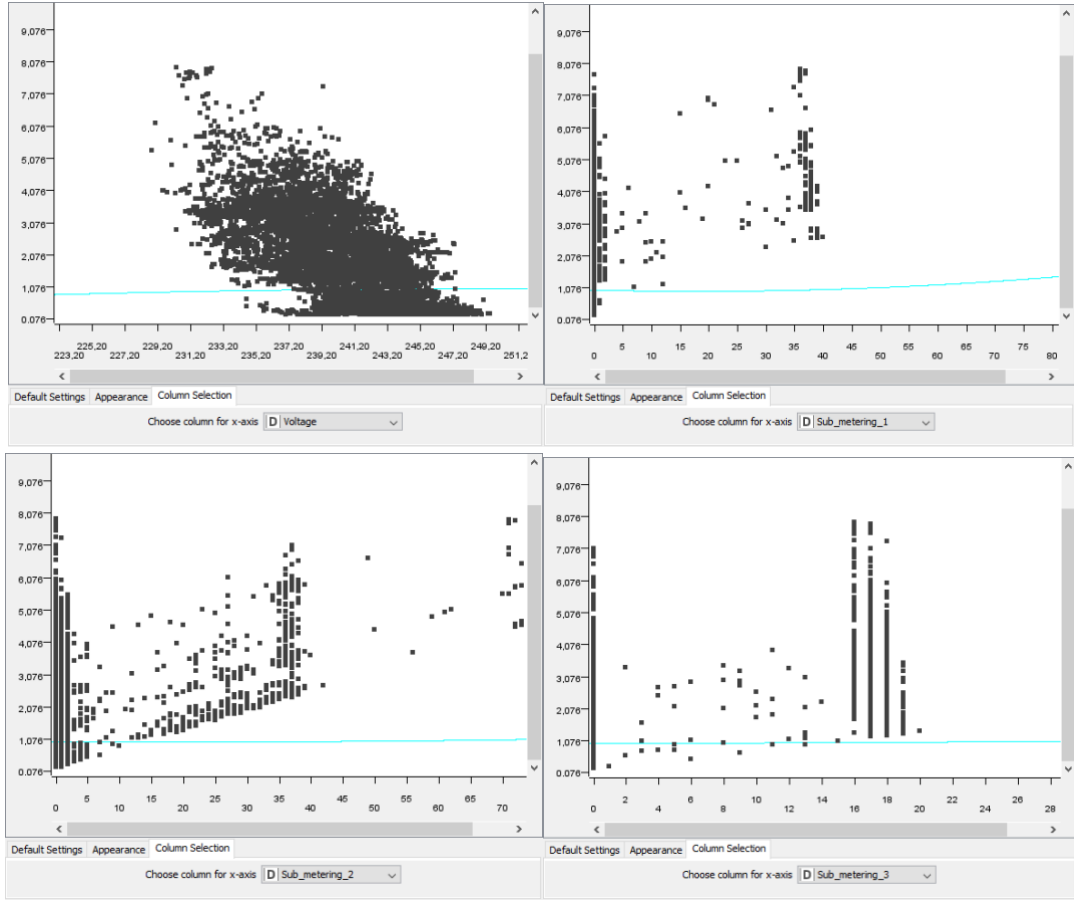 9,076
8,076
7,076
6,076
5,076
4,076
3,076
2,076
1,076
0.076
225,20 229,20 233,20 237,20 241,20 245,20 249,20
223,20 227,20 231,20 235,20 239,20 243,20 247,20 251,2
Default Settings Appearance Column Selection
Choose column for x-axis D Voltage
9,076
8,076
7,076
6,076
5,076
4,076
3,076
2,076
1,076
0.076
0 5 10 15 20 25 30 35 40 45 50 55 60 65 70 75 80
Default Settings Appearance Column Selection
Choose column for x-axis D Sub_metering_1
9,076
8,076
7,076
6,076
5,076
4,076
3,076
2,076
1,076
0.076
5 15 25 35 45 55 65
0 10 20 30 40 50 60 70
Default Settings Appearance Column Selection
Choose column for x-axis D Sub_metering_2
9,076
8,076
7,076
6,076
5,076
4,076
3,076
2,076
1,076
0.076
2 6 10 14 18 22 26
0 4 8 12 16 20 24 28
Default Settings Appearance Column Selection
Choose column for x-axis D Sub_metering_3